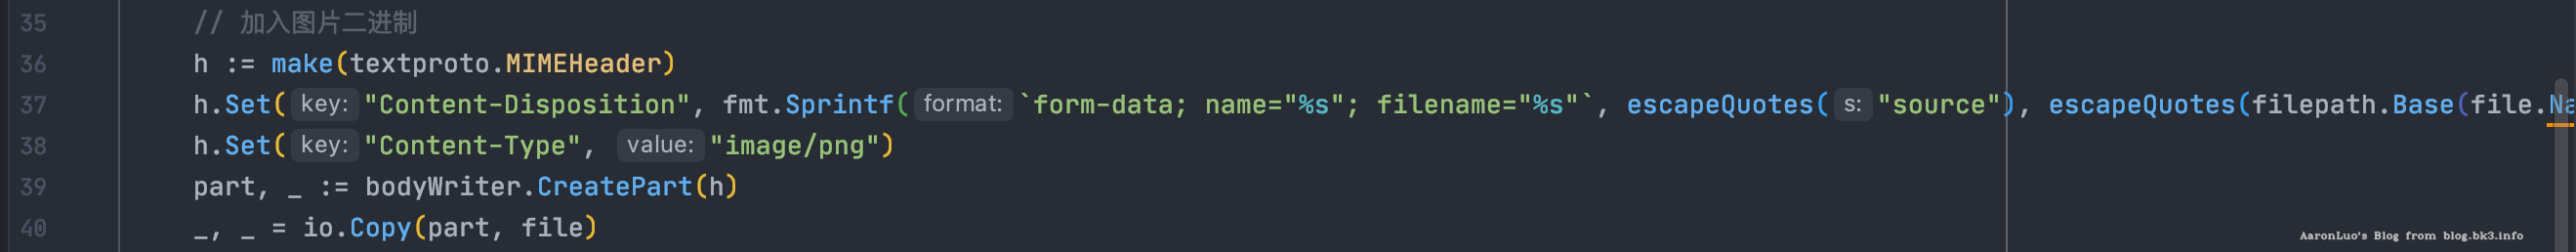 35 // 加入图片二进制
36 h := make(textproto.MIMEHeader)
37 h.Set( key: "Content-Disposition", fmt.Sprintf( format: `form-data; name="%s"; filename="%s"`, escapeQuotes( s: "source"), escapeQuotes(filepath.Base(file.Na
38 h.Set( key: "Content-Type", value: "image/png")
39 part, _ := bodyWriter.CreatePart(h)
40 _, _ = io.Copy(part, file)
AaronLuo's Blog from blog.bk3.info